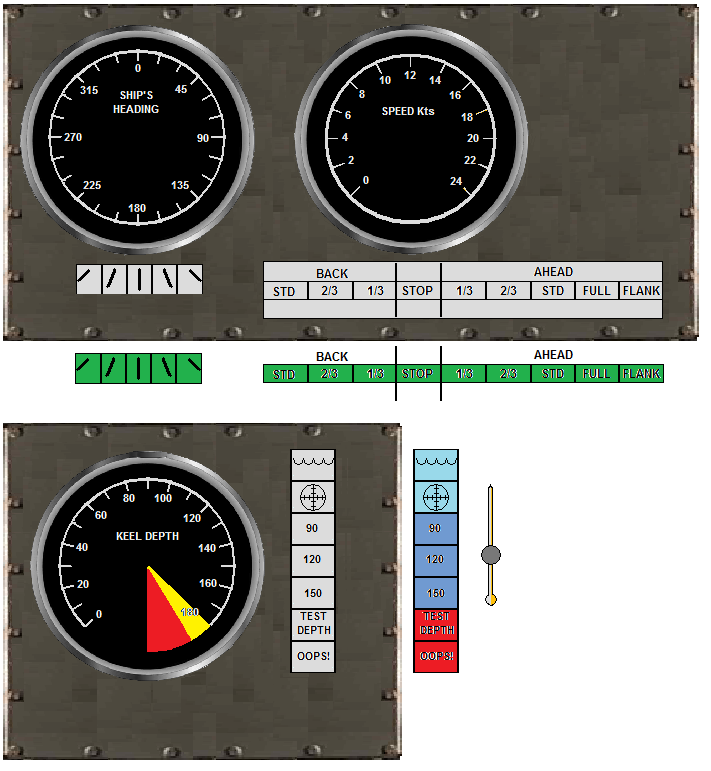 0
315 45
SHIP'S
HEADING
270 90
225 135
180
12
10 14
8 16
SPEED Kts
6 18
4 20
2 22
0 24
BACK AHEAD
STD 2/3 1/3 STOP 1/3 2/3 STD FULL FLANK
BACK AHEAD
STD 2/3 1/3 STOP 1/3 2/3 STD FULL FLANK
80 100
60 120
KEEL DEPTH
40 140
20 160
0 180
90
120
150
TEST
DEPTH
OOPS!
90
120
150
TEST
DEPTH
OOPS!